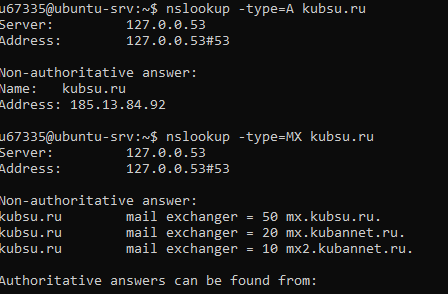 u67335@ubuntu-srv:~$ nslookup -type=A kubsu.ru
Server: 127.0.0.53
Address: 127.0.0.53#53
Non-authoritative answer:
Name: kubsu.ru
Address: 185.13.84.92
u67335@ubuntu-srv:~$ nslookup -type=MX kubsu.ru
Server: 127.0.0.53
Address: 127.0.0.53#53
Non-authoritative answer:
kubsu.ru mail exchanger = 50 mx.kubsu.ru.
kubsu.ru mail exchanger = 20 mx.kubannet.ru.
kubsu.ru mail exchanger = 10 mx2.kubannet.ru.
Authoritative answers can be found from: